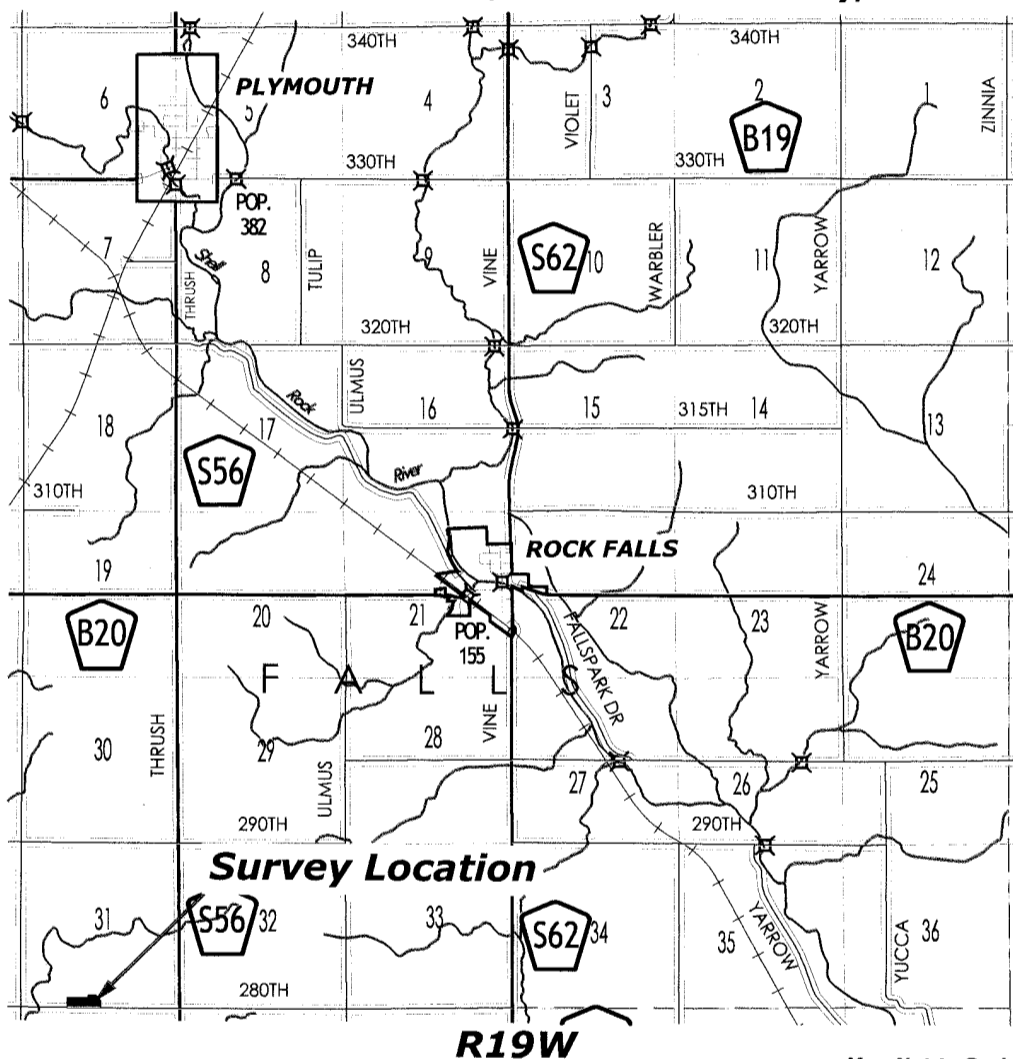 340TH
340TH
PLYMOUTH
6
5
4
3
2
1
VIOLET
ZINNIA
B19
330TH
330TH
POP.
382
7
8
9
10
11
12
Shell
THRUSH
TULIP
VINE
S62
WARBLER
YARROW
320TH
320TH
ULMUS
Rock
18
17
16
15
315TH
14
13
S56
River
310TH
310TH
ROCK FALLS
19
20
21
22
23
24
B20
POP.
155
FALLSPARK DR
YARROW
B20
F A L L S
30
THRUSH
29
ULMUS
28
VINE
27
26
25
290TH
290TH
Survey Location
31
S56
32
33
S62
34
35
YARROW
YUCCA
36
280TH
R19W